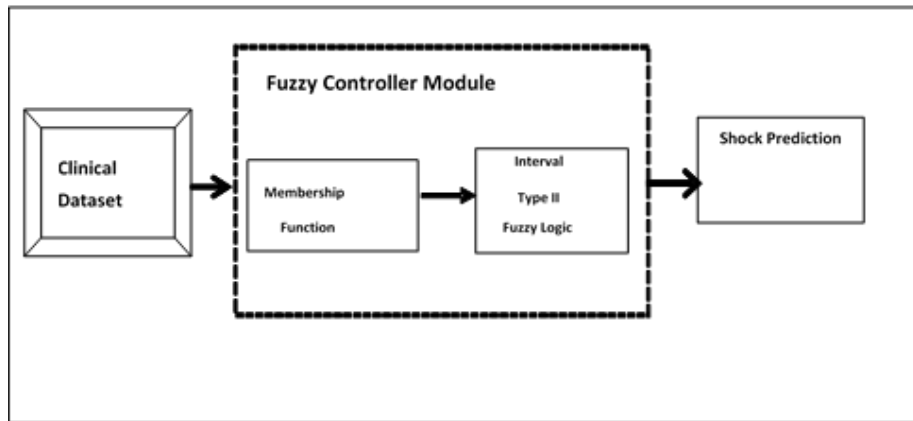 Fuzzy Controller Module
Clinical
Dataset
Membership
Function
Interval
Type II
Fuzzy Logic
Shock Prediction